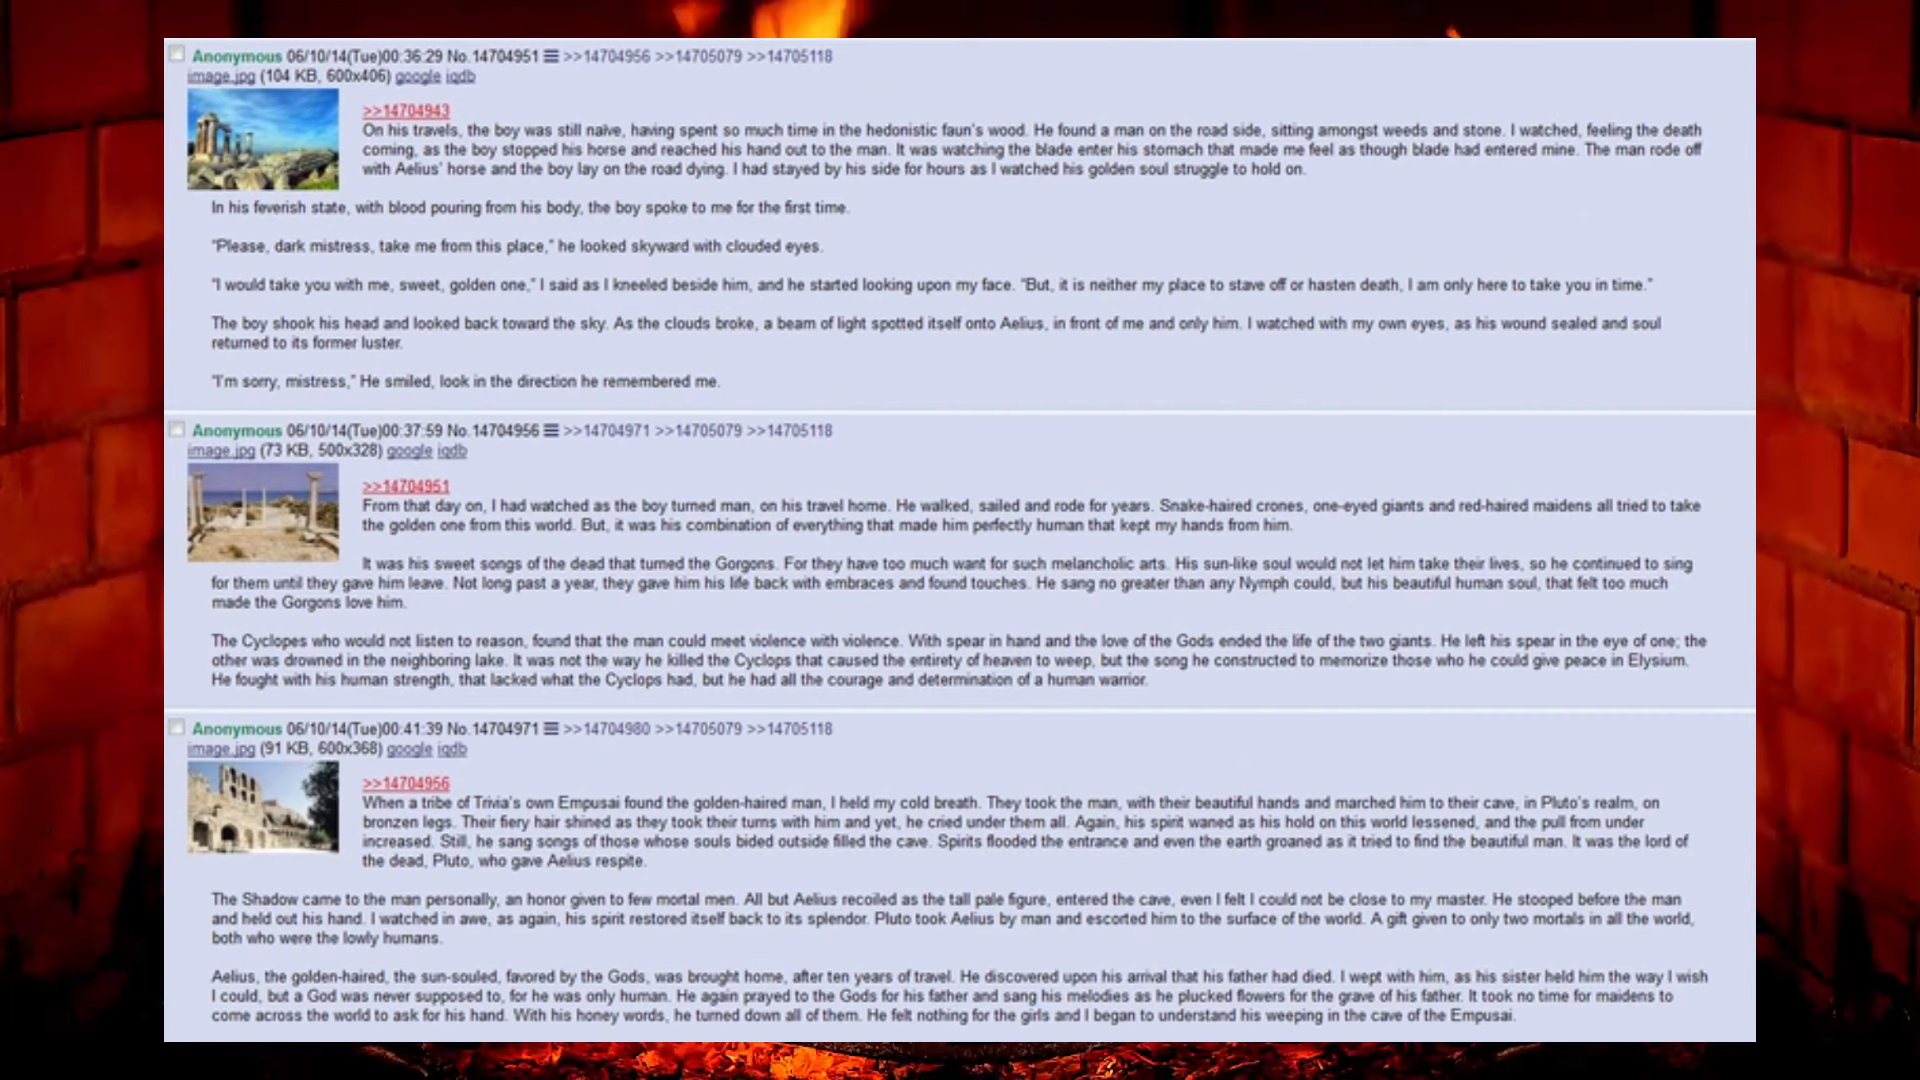 Anonymous 06/10/14(Tue)00:36:29 No.14704951 >>14704956 >>14705079 >>14705118
image.jpg (104 KB, 600x406) google iqdb
>>14704943
On his travels, the boy was still naïve, having spent so much time in the hedonistic faun's wood. He found a man on the road side, sitting amongst weeds and stone. I watched, feeling the death
coming, as the boy stopped his horse and reached his hand out to the man. It was watching the blade enter his stomach that made me feel as though blade had entered mine. The man rode off
with Aelius' horse and the boy lay on the road dying. I had stayed by his side for hours as I watched his golden soul struggle to hold on.
In his feverish state, with blood pouring from his body, the boy spoke to me for the first time.
"Please, dark mistress, take me from this place," he looked skyward with clouded eyes.
"I would take you with me, sweet, golden one," I said as I kneeled beside him, and he started looking upon my face. "But, it is neither my place to stave off or hasten death, I am only here to take you in time."
The boy shook his head and looked back toward the sky. As the clouds broke, a beam of light spotted itself onto Aelius, in front of me and only him. I watched with my own eyes, as his wound sealed and soul
returned to its former luster.
"I'm sorry, mistress," He smiled, look in the direction he remembered me.
Anonymous 06/10/14(Tue)00:37:59 No.14704956 >>14704971 >>14705079 >>14705118
image.jpg (73 KB, 500x328) google iqdb
>>14704951
From that day on, I had watched as the boy turned man, on his travel home. He walked, sailed and rode for years. Snake-haired crones, one-eyed giants and red-haired maidens all tried to take
the golden one from this world. But, it was his combination of everything that made him perfectly human that kept my hands from him.
It was his sweet songs of the dead that turned the Gorgons. For they have too much want for such melancholic arts. His sun-like soul would not let him take their lives, so he continued to sing
for them until they gave him leave. Not long past a year, they gave him his life back with embraces and found touches. He sang no greater than any Nymph could, but his beautiful human soul, that felt too much
made the Gorgons love him.
The Cyclopes who would not listen to reason, found that the man could meet violence with violence. With spear in hand and the love of the Gods ended the life of the two giants. He left his spear in the eye of one; the
other was drowned in the neighboring lake. It was not the way he killed the Cyclops that caused the entirety of heaven to weep, but the song he constructed to memorize those who he could give peace in Elysium.
He fought with his human strength, that lacked what the Cyclops had, but he had all the courage and determination of a human warrior.
Anonymous 06/10/14(Tue)00:41:39 No.14704971 >>14704980 >>14705079 >>14705118
image.jpg (91 KB, 600x368) google iqdb
>>14704956
When a tribe of Trivia's own Empusai found the golden-haired man, I held my cold breath. They took the man, with their beautiful hands and marched him to their cave, in Pluto's realm, on
bronzen legs. Their fiery hair shined as they took their turns with him and yet, he cried under them all. Again, his spirit waned as his hold on this world lessened, and the pull from under
increased. Still, he sang songs of those whose souls bided outside filled the cave. Spirits flooded the entrance and even the earth groaned as it tried to find the beautiful man. It was the lord of
the dead, Pluto, who gave Aelius respite.
The Shadow came to the man personally, an honor given to few mortal men. All but Aelius recoiled as the tall pale figure, entered the cave, even I felt I could not be close to my master. He stooped before the man
and held out his hand. I watched in awe, as again, his spirit restored itself back to its splendor. Pluto took Aelius by man and escorted him to the surface of the world. A gift given to only two mortals in all the world,
both who were the lowly humans.
Aelius, the golden-haired, the sun-souled, favored by the Gods, was brought home, after ten years of travel. He discovered upon his arrival that his father had died. I wept with him, as his sister held him the way I wish
I could, but a God was never supposed to, for he was only human. He again prayed to the Gods for his father and sang his melodies as he plucked flowers for the grave of his father. It took no time for maidens to
come across the world to ask for his hand. With his honey words, he turned down all of them. He felt nothing for the girls and I began to understand his weeping in the cave of the Empusai.